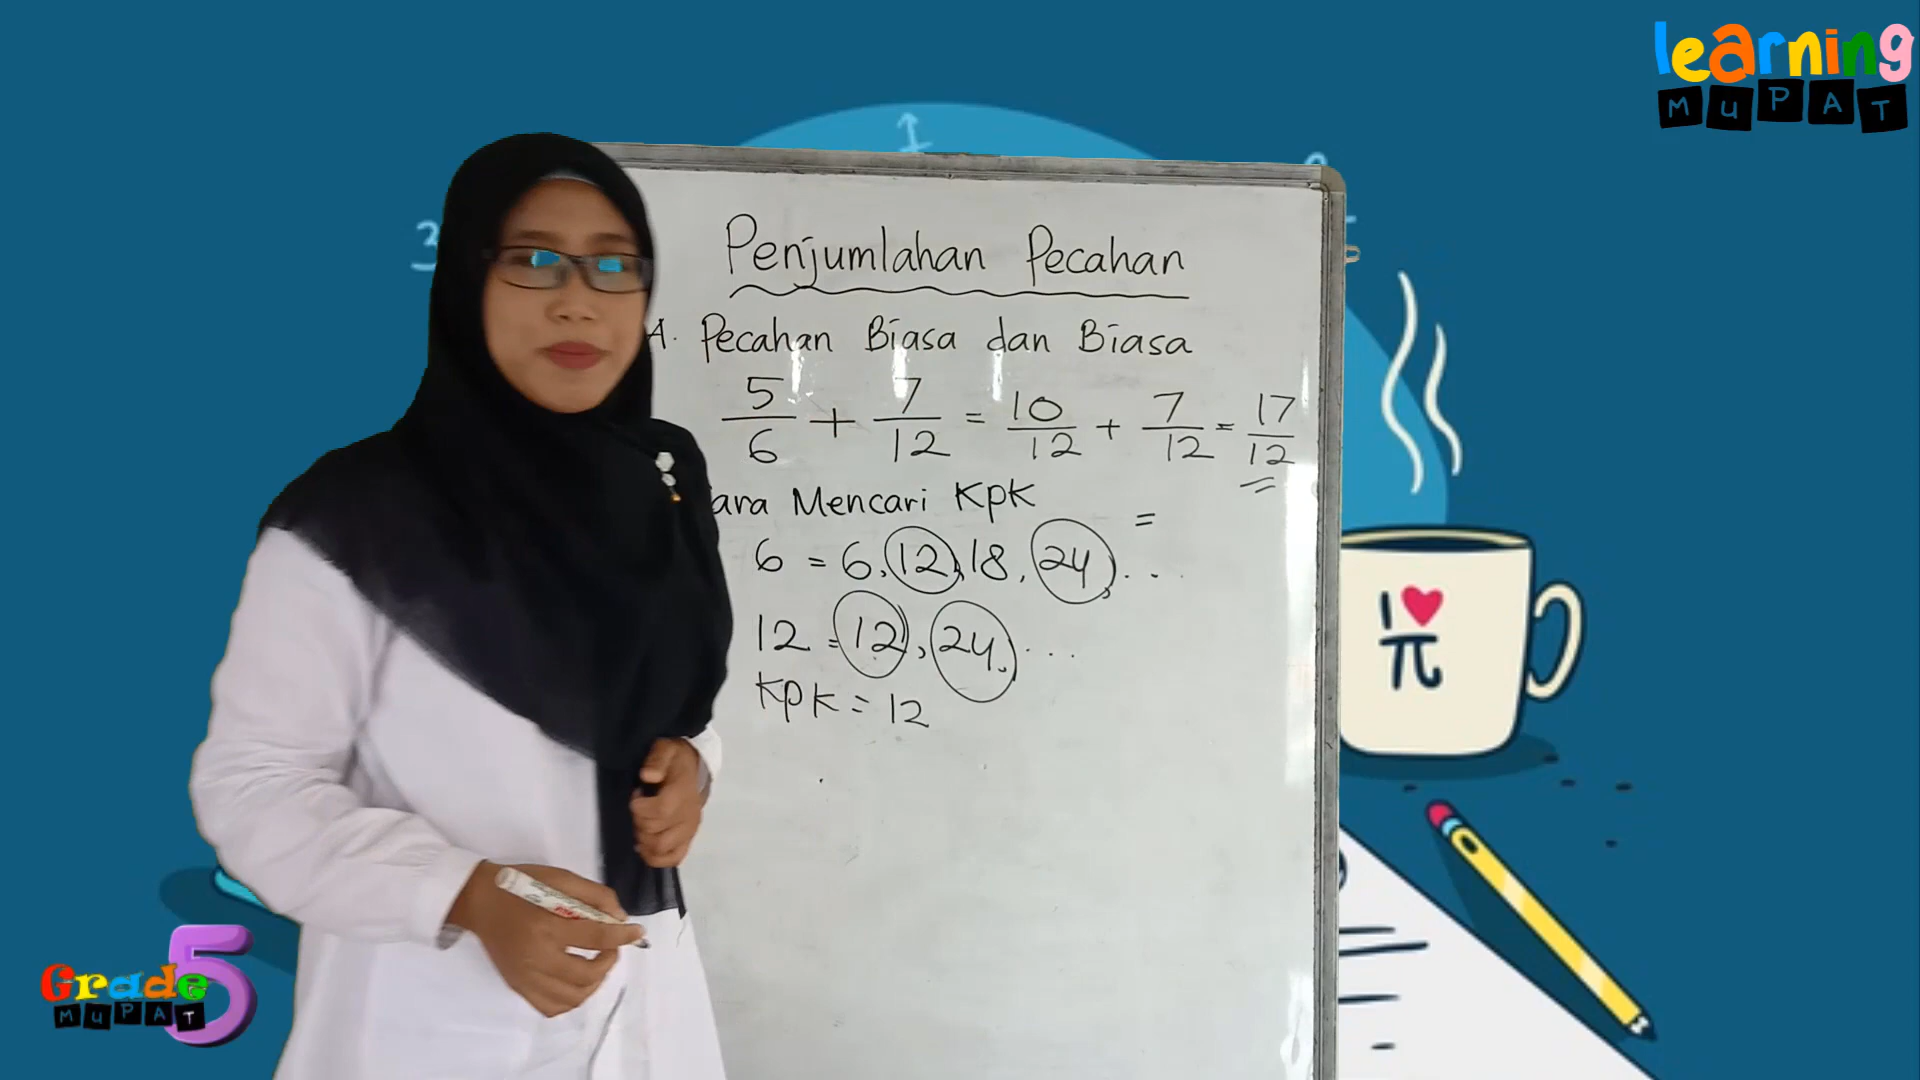 learning
MUPAT
Penjumlahan Pecahan
A. Pecahan Biasa dan Biasa
5/6 + 7/12 = 10/12 + 7/12 = 17/12
Mencari KPK
=
6 = 6, 12, 18, 24, ...
12 = 12, 24, ...
KPK = 12
1 ♥
π
Grade 5
MUPAT